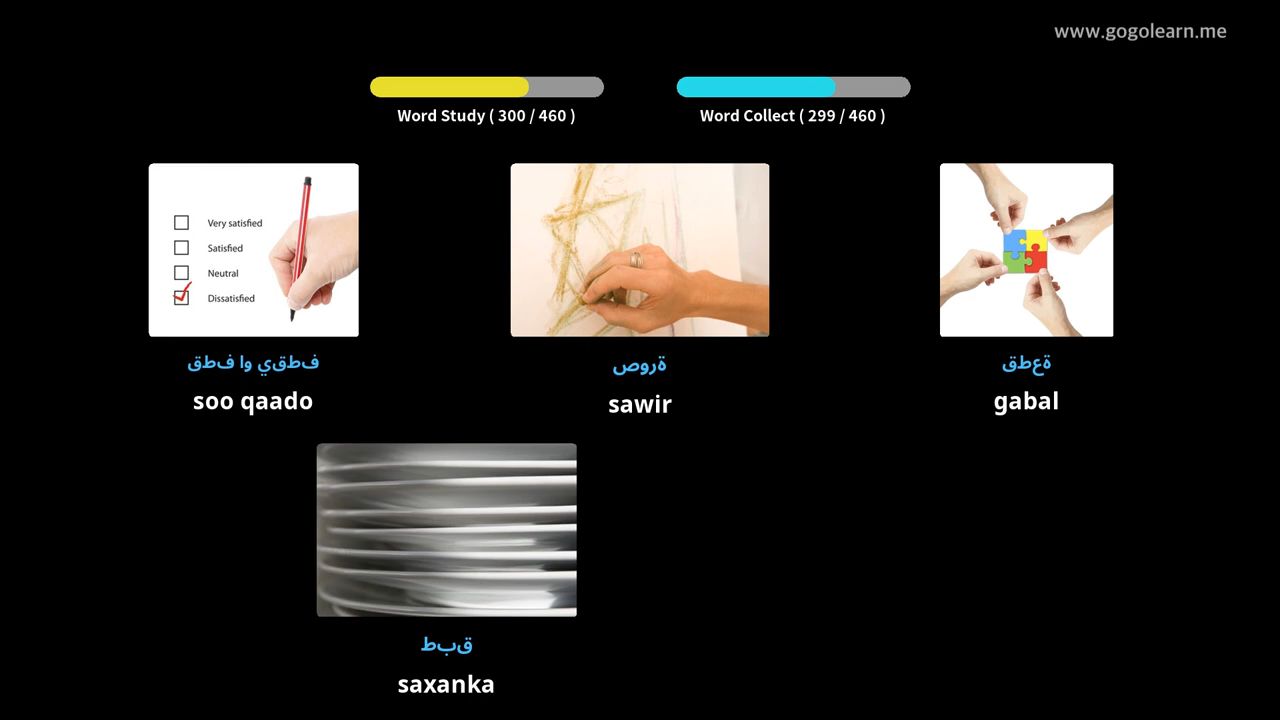 www.gogolearn.me
Word Study ( 300 / 460 )
Word Collect ( 299 / 460 )
Very satisfied
Satisfied
Neutral
Dissatisfied
فطقي وا فطق
soo qaado
ةروص
sawir
ةعطق
gabal
قبط
saxanka